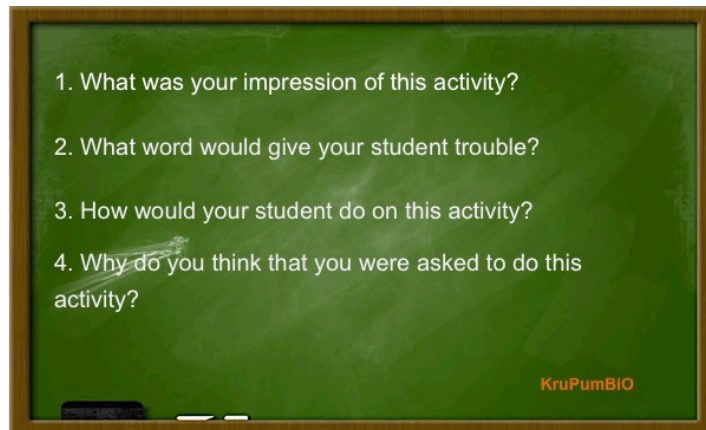 1. What was your impression of this activity?
2. What word would give your student trouble?
3. How would your student do on this activity?
4. Why do you think that you were asked to do this
activity?
KruPumBiO